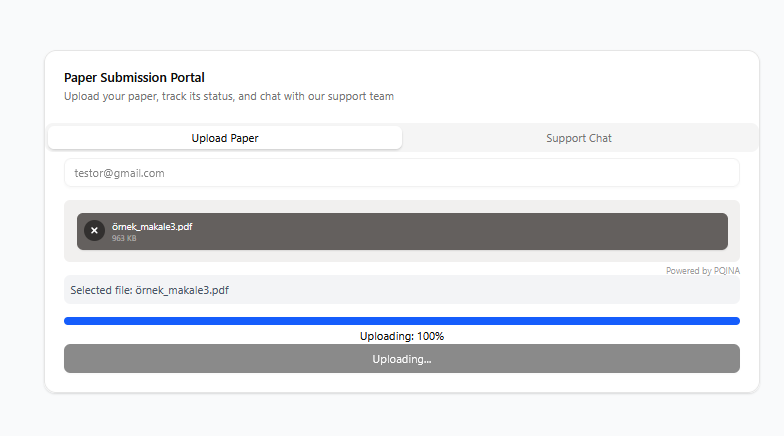 Paper Submission Portal
Upload your paper, track its status, and chat with our support team
Upload Paper
Support Chat
testor@gmail.com
örnek_makale3.pdf
963 KB
Powered by PQINA
Selected file: örnek_makale3.pdf
Uploading: 100%
Uploading...